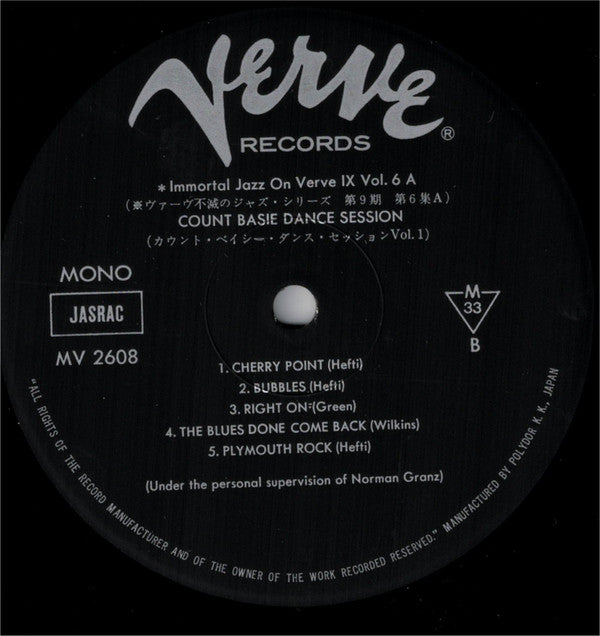 Verve
RECORDS ®
*Immortal Jazz On Verve IX Vol. 6 A
(※ヴァーヴ不滅のジャズ・シリーズ 第9期 第6集A)
COUNT BASIE DANCE SESSION
(カウント・ベイシー・ダンス・セッションVol.1)
MONO
JASRAC
MV 2608
M
33
B
1. CHERRY POINT (Hefti)
2. BUBBLES (Hefti)
3. RIGHT ON (Green)
4. THE BLUES DONE COME BACK (Wilkins)
5. PLYMOUTH ROCK (Hefti)
(Under the personal supervision of Norman Granz)
"ALL RIGHTS OF THE RECORD MANUFACTURER AND OF THE OWNER OF THE WORK RECORDED RESERVED." MANUFACTURED BY POLYDOR K. K., JAPAN